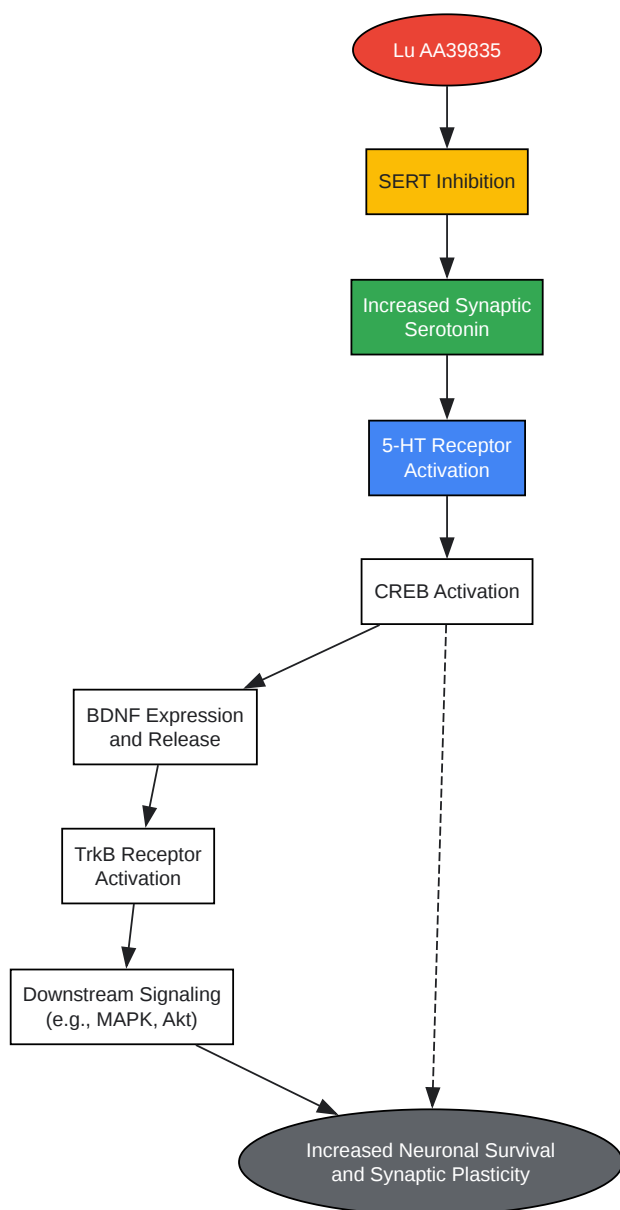 Lu AA39835
SERT Inhibition
Increased Synaptic
Serotonin
5-HT Receptor
Activation
CREB Activation
BDNF Expression
and Release
TrkB Receptor
Activation
Downstream Signaling
(e.g., MAPK, Akt)
Increased Neuronal Survival
and Synaptic Plasticity